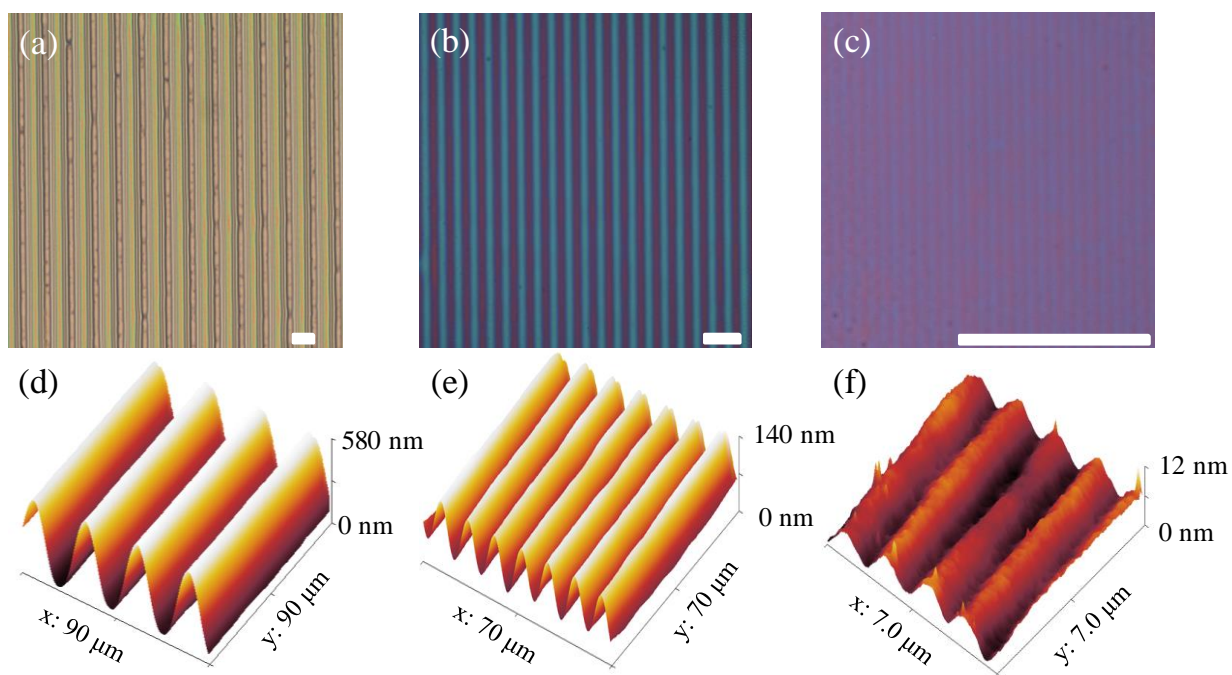 (a)
(b)
(c)
(d)
580 nm
0 nm
x: 90 μm
y: 90 μm
(e)
140 nm
0 nm
x: 70 μm
y: 70 μm
(f)
12 nm
0 nm
x: 7.0 μm
y: 7.0 μm